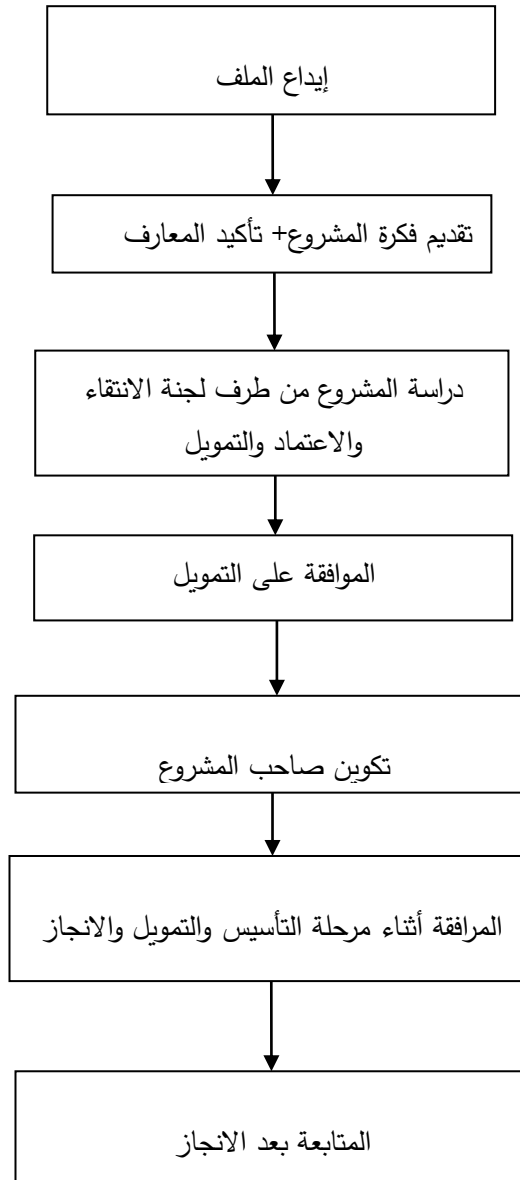 إيداع الملف
تقديم فكرة المشروع+ تأكيد المعارف
دراسة المشروع من طرف لجنة الانتقاء
والاعتماد والتمويل
الموافقة على التمويل
تكوين صاحب المشروع
المرافقة أثناء مرحلة التأسيس والتمويل والانجاز
المتابعة بعد الانجاز